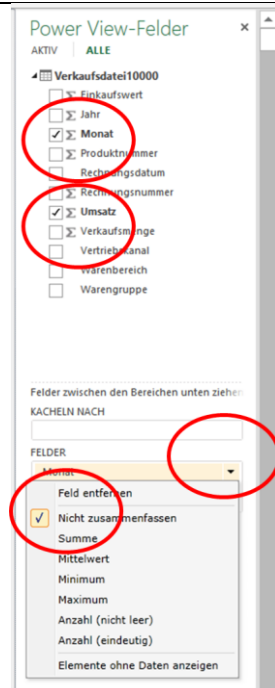 Power View-Felder
AKTIV ALLE
Verkaufsdatei10000
Einkaufswert
Jahr
Monat
Produktnummer
Rechnungsdatum
Rechnungsnummer
Umsatz
Verkaufsmenge
Vertriebskanal
Warenbereich
Warengruppe
Felder zwischen den Bereichen unten ziehen
KACHELN NACH
FELDER
Monat
Feld entfernen
Nicht zusammenfassen
Summe
Mittelwert
Minimum
Maximum
Anzahl (nicht leer)
Anzahl (eindeutig)
Elemente ohne Daten anzeigen